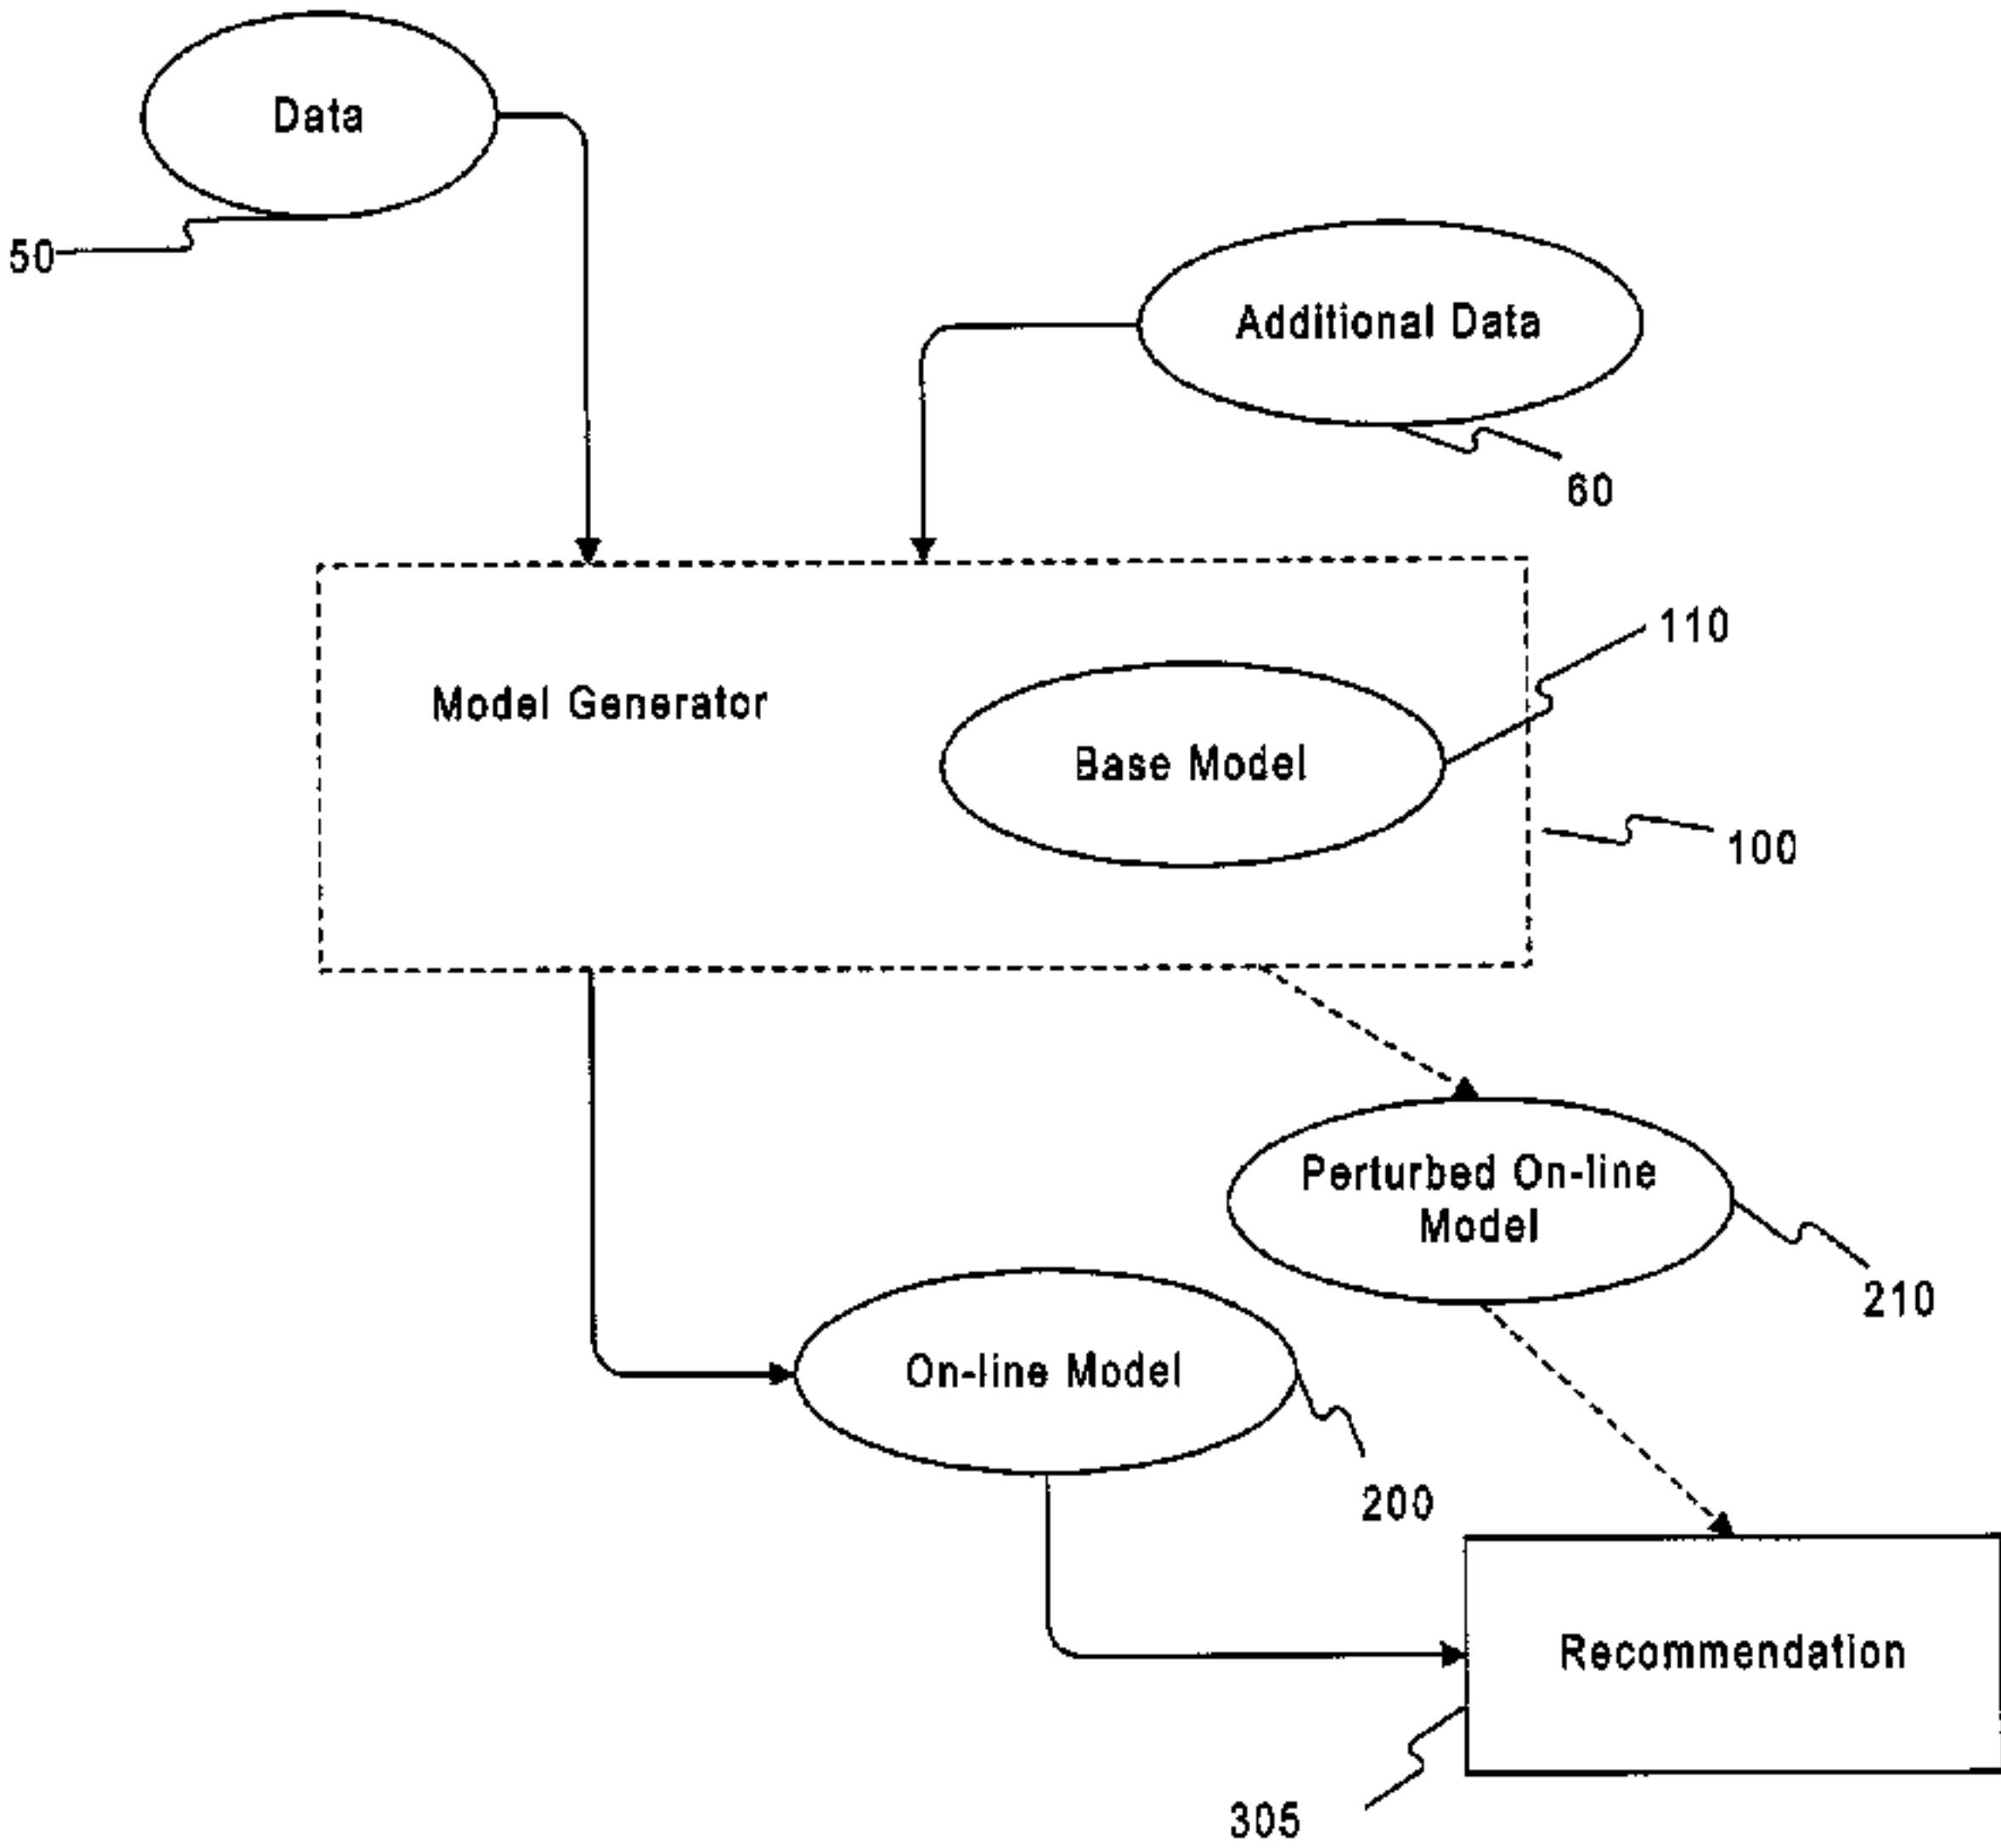 Data
50
Additional Data
60
110
Model Generator
Base Model
100
Perturbed On-line
Model
210
On-line Model
200
Recommendation
305